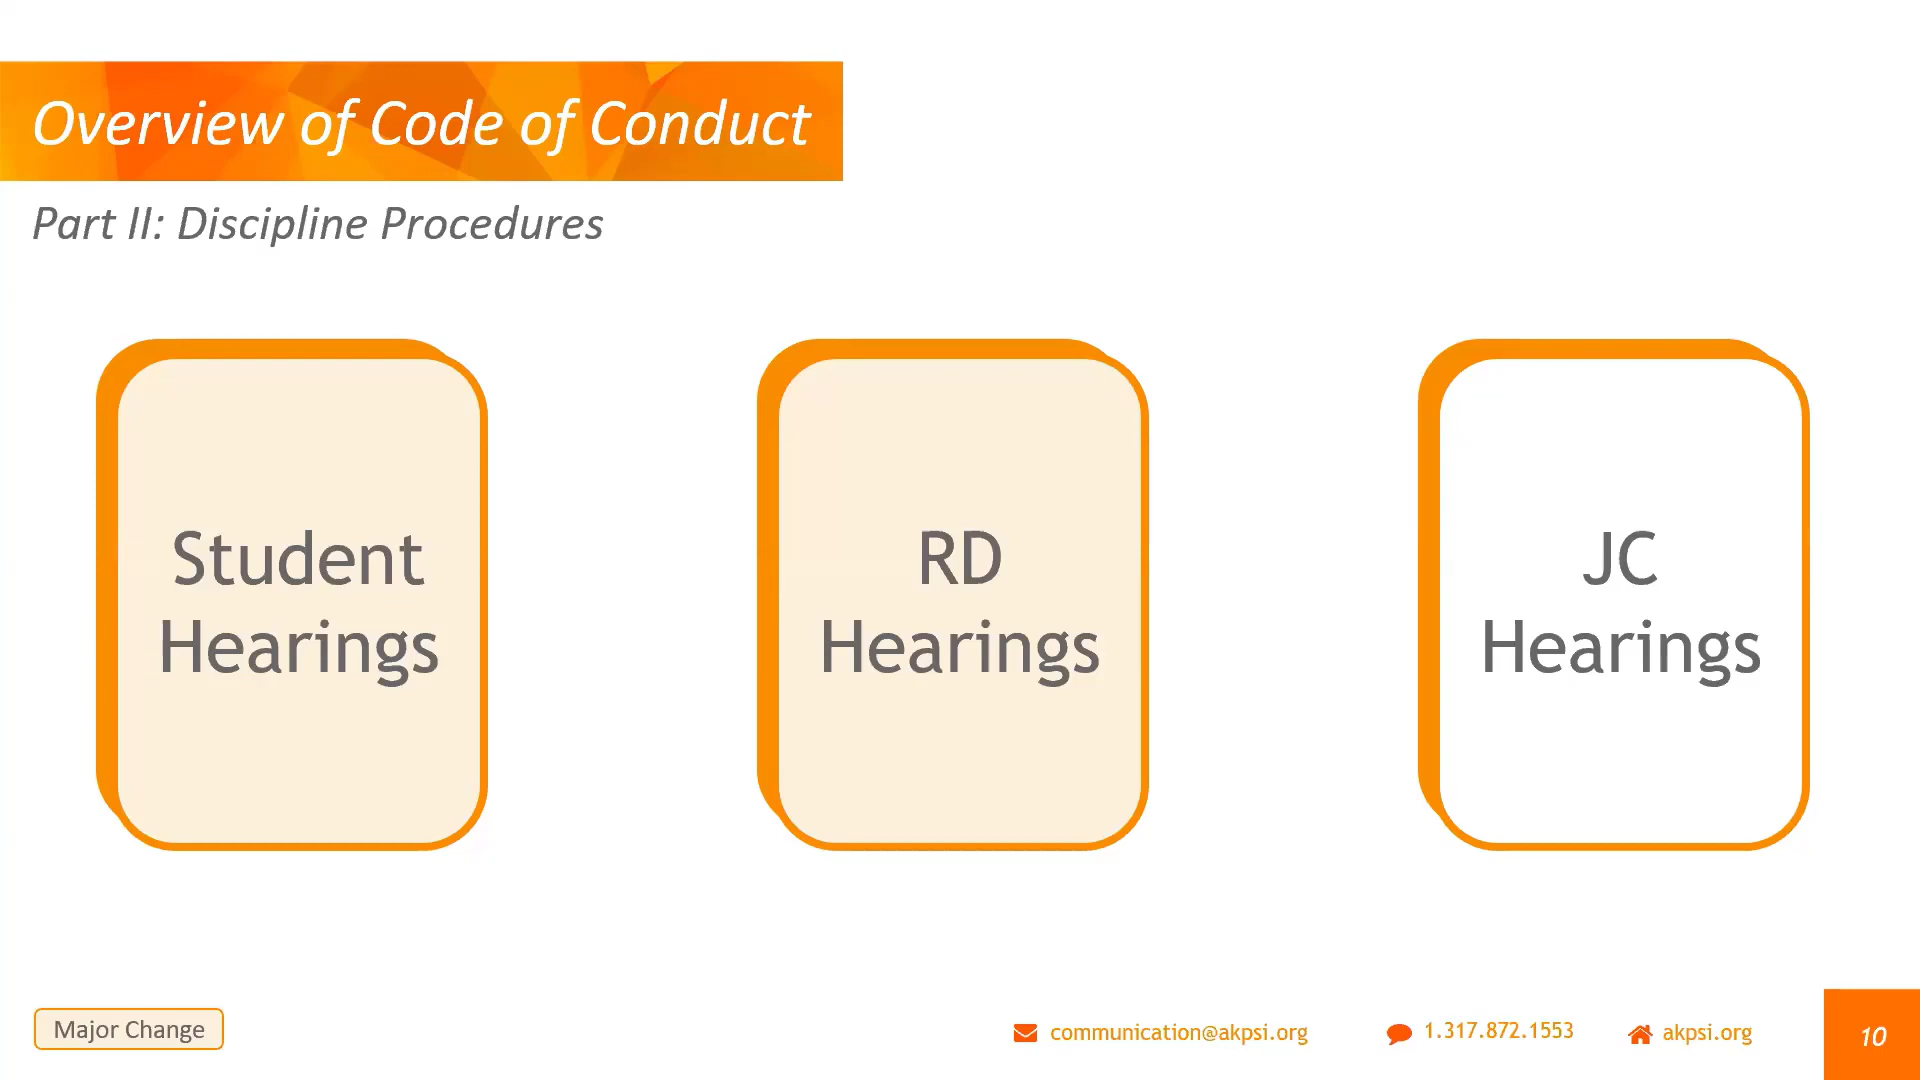 Overview of Code of Conduct
Part II: Discipline Procedures
Student
Hearings
RD
Hearings
JC
Hearings
Major Change
communication@akpsi.org
1.317.872.1553
akpsi.org
10